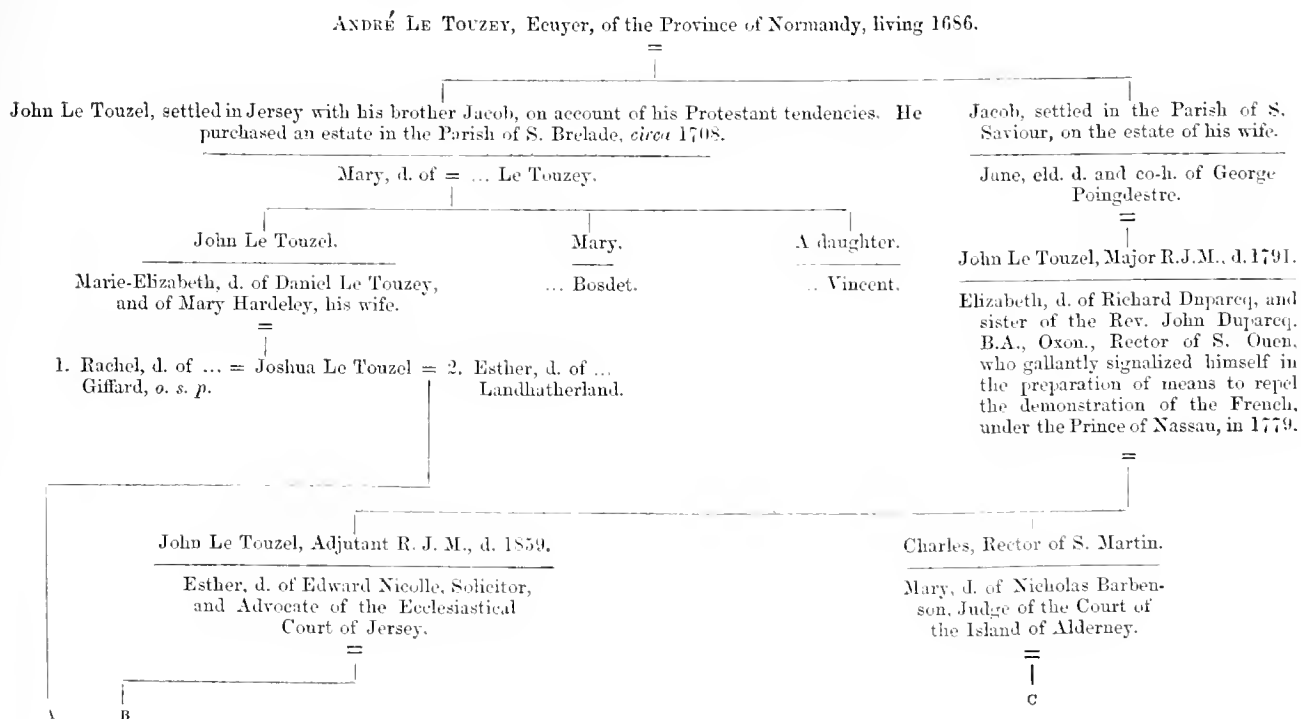 ANDRÉ LE TOUZEY, Ecuyer, of the Province of Normandy, living 1686.
=
John Le Touzel, settled in Jersey with his brother Jacob, on account of his Protestant tendencies. He
purchased an estate in the Parish of S. Brelade, circa 1708.
Jacob, settled in the Parish of S.
Saviour, on the estate of his wife.
Mary, d. of = ... Le Touzey.
Jane, eld. d. and co-h. of George
Poingdestre.
=
John Le Touzel.
Mary.
A daughter.
John Le Touzel, Major R.J.M., d. 1791.
Marie-Elizabeth, d. of Daniel Le Touzey,
and of Mary Hardeley, his wife.
=
... Bosdet.
.. Vincent.
Elizabeth, d. of Richard Duparcq, and
sister of the Rev. John Duparcq.
B.A., Oxon., Rector of S. Ouen,
who gallantly signalized himself in
the preparation of means to repel
the demonstration of the French,
under the Prince of Nassau, in 1779.
=
1. Rachel, d. of ... = Joshua Le Touzel = 2. Esther, d. of ...
Giffard, o. s. p.
Landhatherland.
John Le Touzel, Adjutant R. J. M., d. 1859.
Charles, Rector of S. Martin.
Esther, d. of Edward Nicolle, Solicitor,
and Advocate of the Ecclesiastical
Court of Jersey.
=
Mary, d. of Nicholas Barben-
son, Judge of the Court of
the Island of Alderney.
=
A
B
C